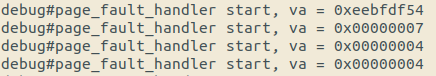 debug#page_fault_handler start, va = 0xeebfdf54
debug#page_fault_handler start, va = 0x00000007
debug#page_fault_handler start, va = 0x00000004
debug#page_fault_handler start, va = 0x00000004